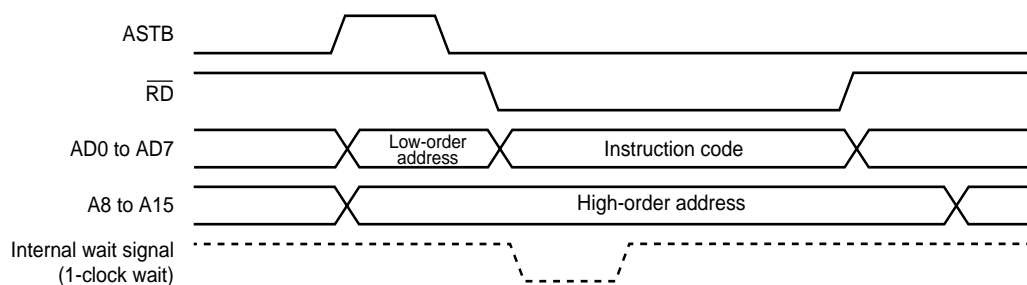 ASTB
RD
AD0 to AD7
Low-order
address
Instruction code
A8 to A15
High-order address
Internal wait signal
(1-clock wait)